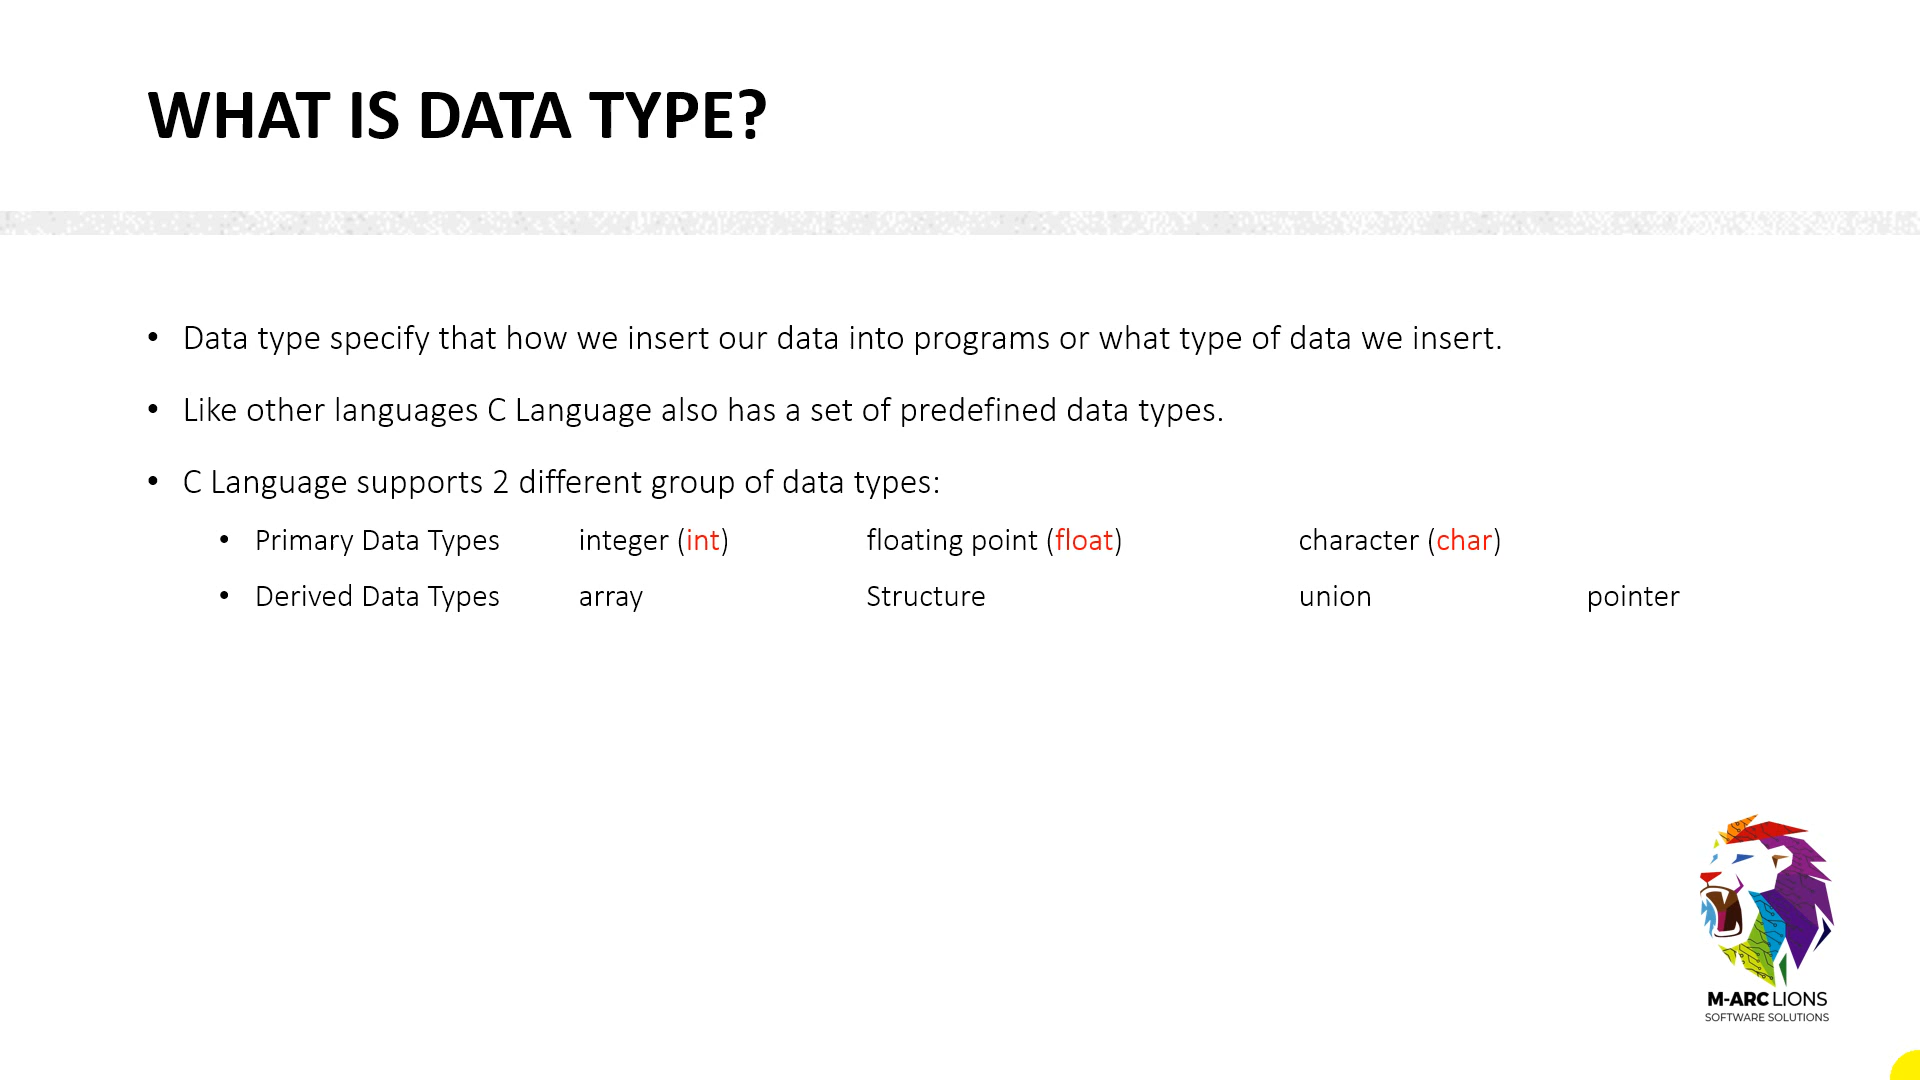 WHAT IS DATA TYPE?
• Data type specify that how we insert our data into programs or what type of data we insert.
• Like other languages C Language also has a set of predefined data types.
• C Language supports 2 different group of data types:
• Primary Data Types integer (int) floating point (float) character (char)
• Derived Data Types array Structure union pointer
M-ARC LIONS
SOFTWARE SOLUTIONS